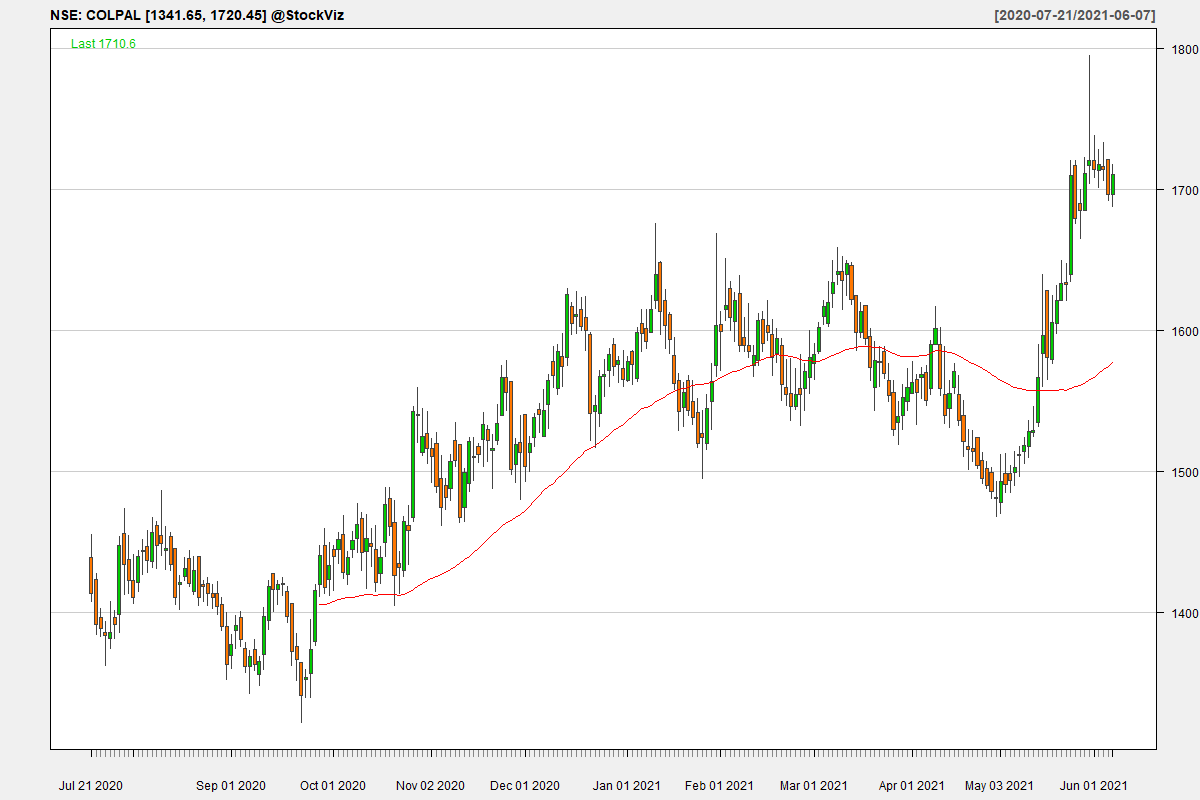 NSE: COLPAL [1341.65, 1720.45] @StockViz [2020-07-21/2021-06-07]
Last 1710.6
1800
1700
1600
1500
1400
Jul 21 2020 Sep 01 2020 Oct 01 2020 Nov 02 2020 Dec 01 2020 Jan 01 2021 Feb 01 2021 Mar 01 2021 Apr 01 2021 May 03 2021 Jun 01 2021